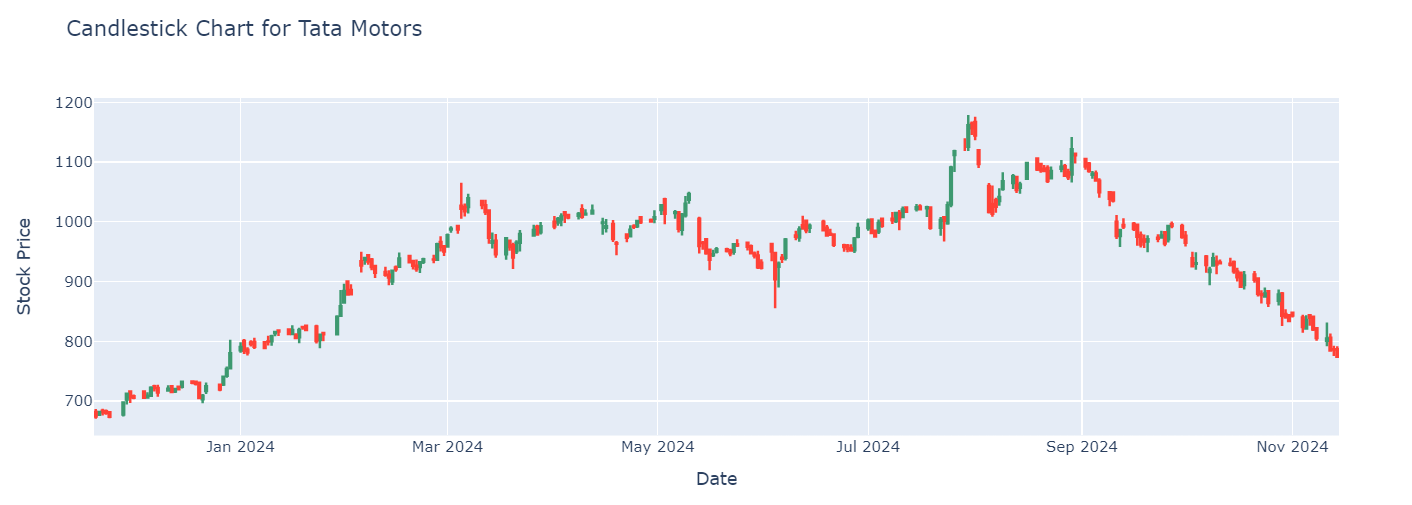 Candlestick Chart for Tata Motors
1200
1100
1000
900
800
700
Stock Price
Jan 2024
Mar 2024
May 2024
Jul 2024
Sep 2024
Nov 2024
Date